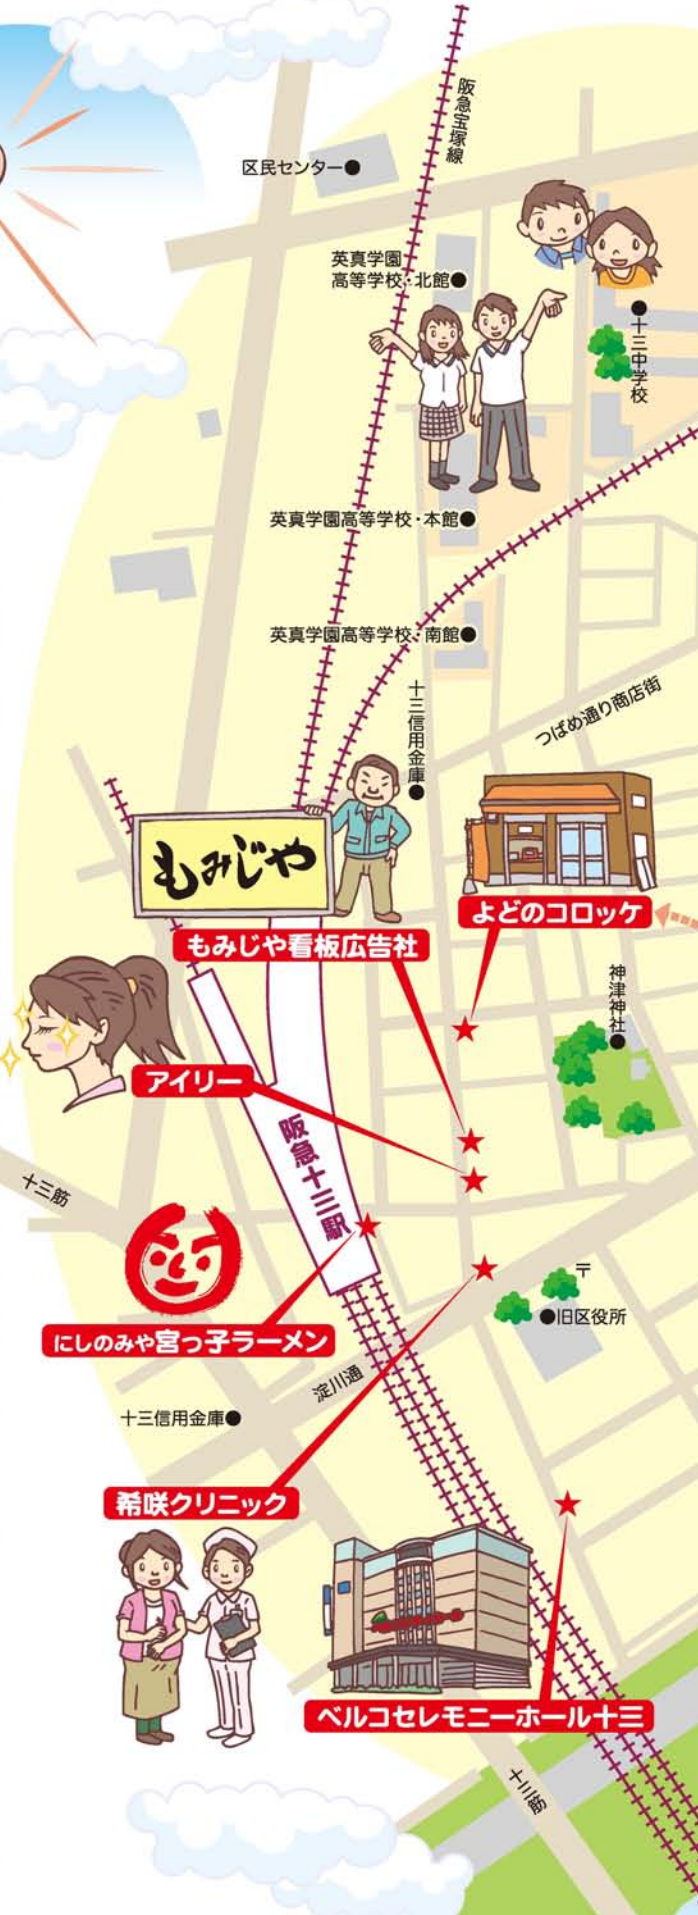 阪急宝塚線
区民センター●
英真学園
高等学校・北館●
●十三中学校
英真学園高等学校・本館●
英真学園高等学校・南館●
十三信用金庫●
つばめ通り商店街
もみじや
よどのコロッケ
もみじや看板広告社
神津神社●
アイリー
阪急十三駅
十三筋
〒
●旧区役所
にしのみや宮っ子ラーメン
淀川通
十三信用金庫●
希咲クリニック
ベルコセレモニーホール十三
十三筋